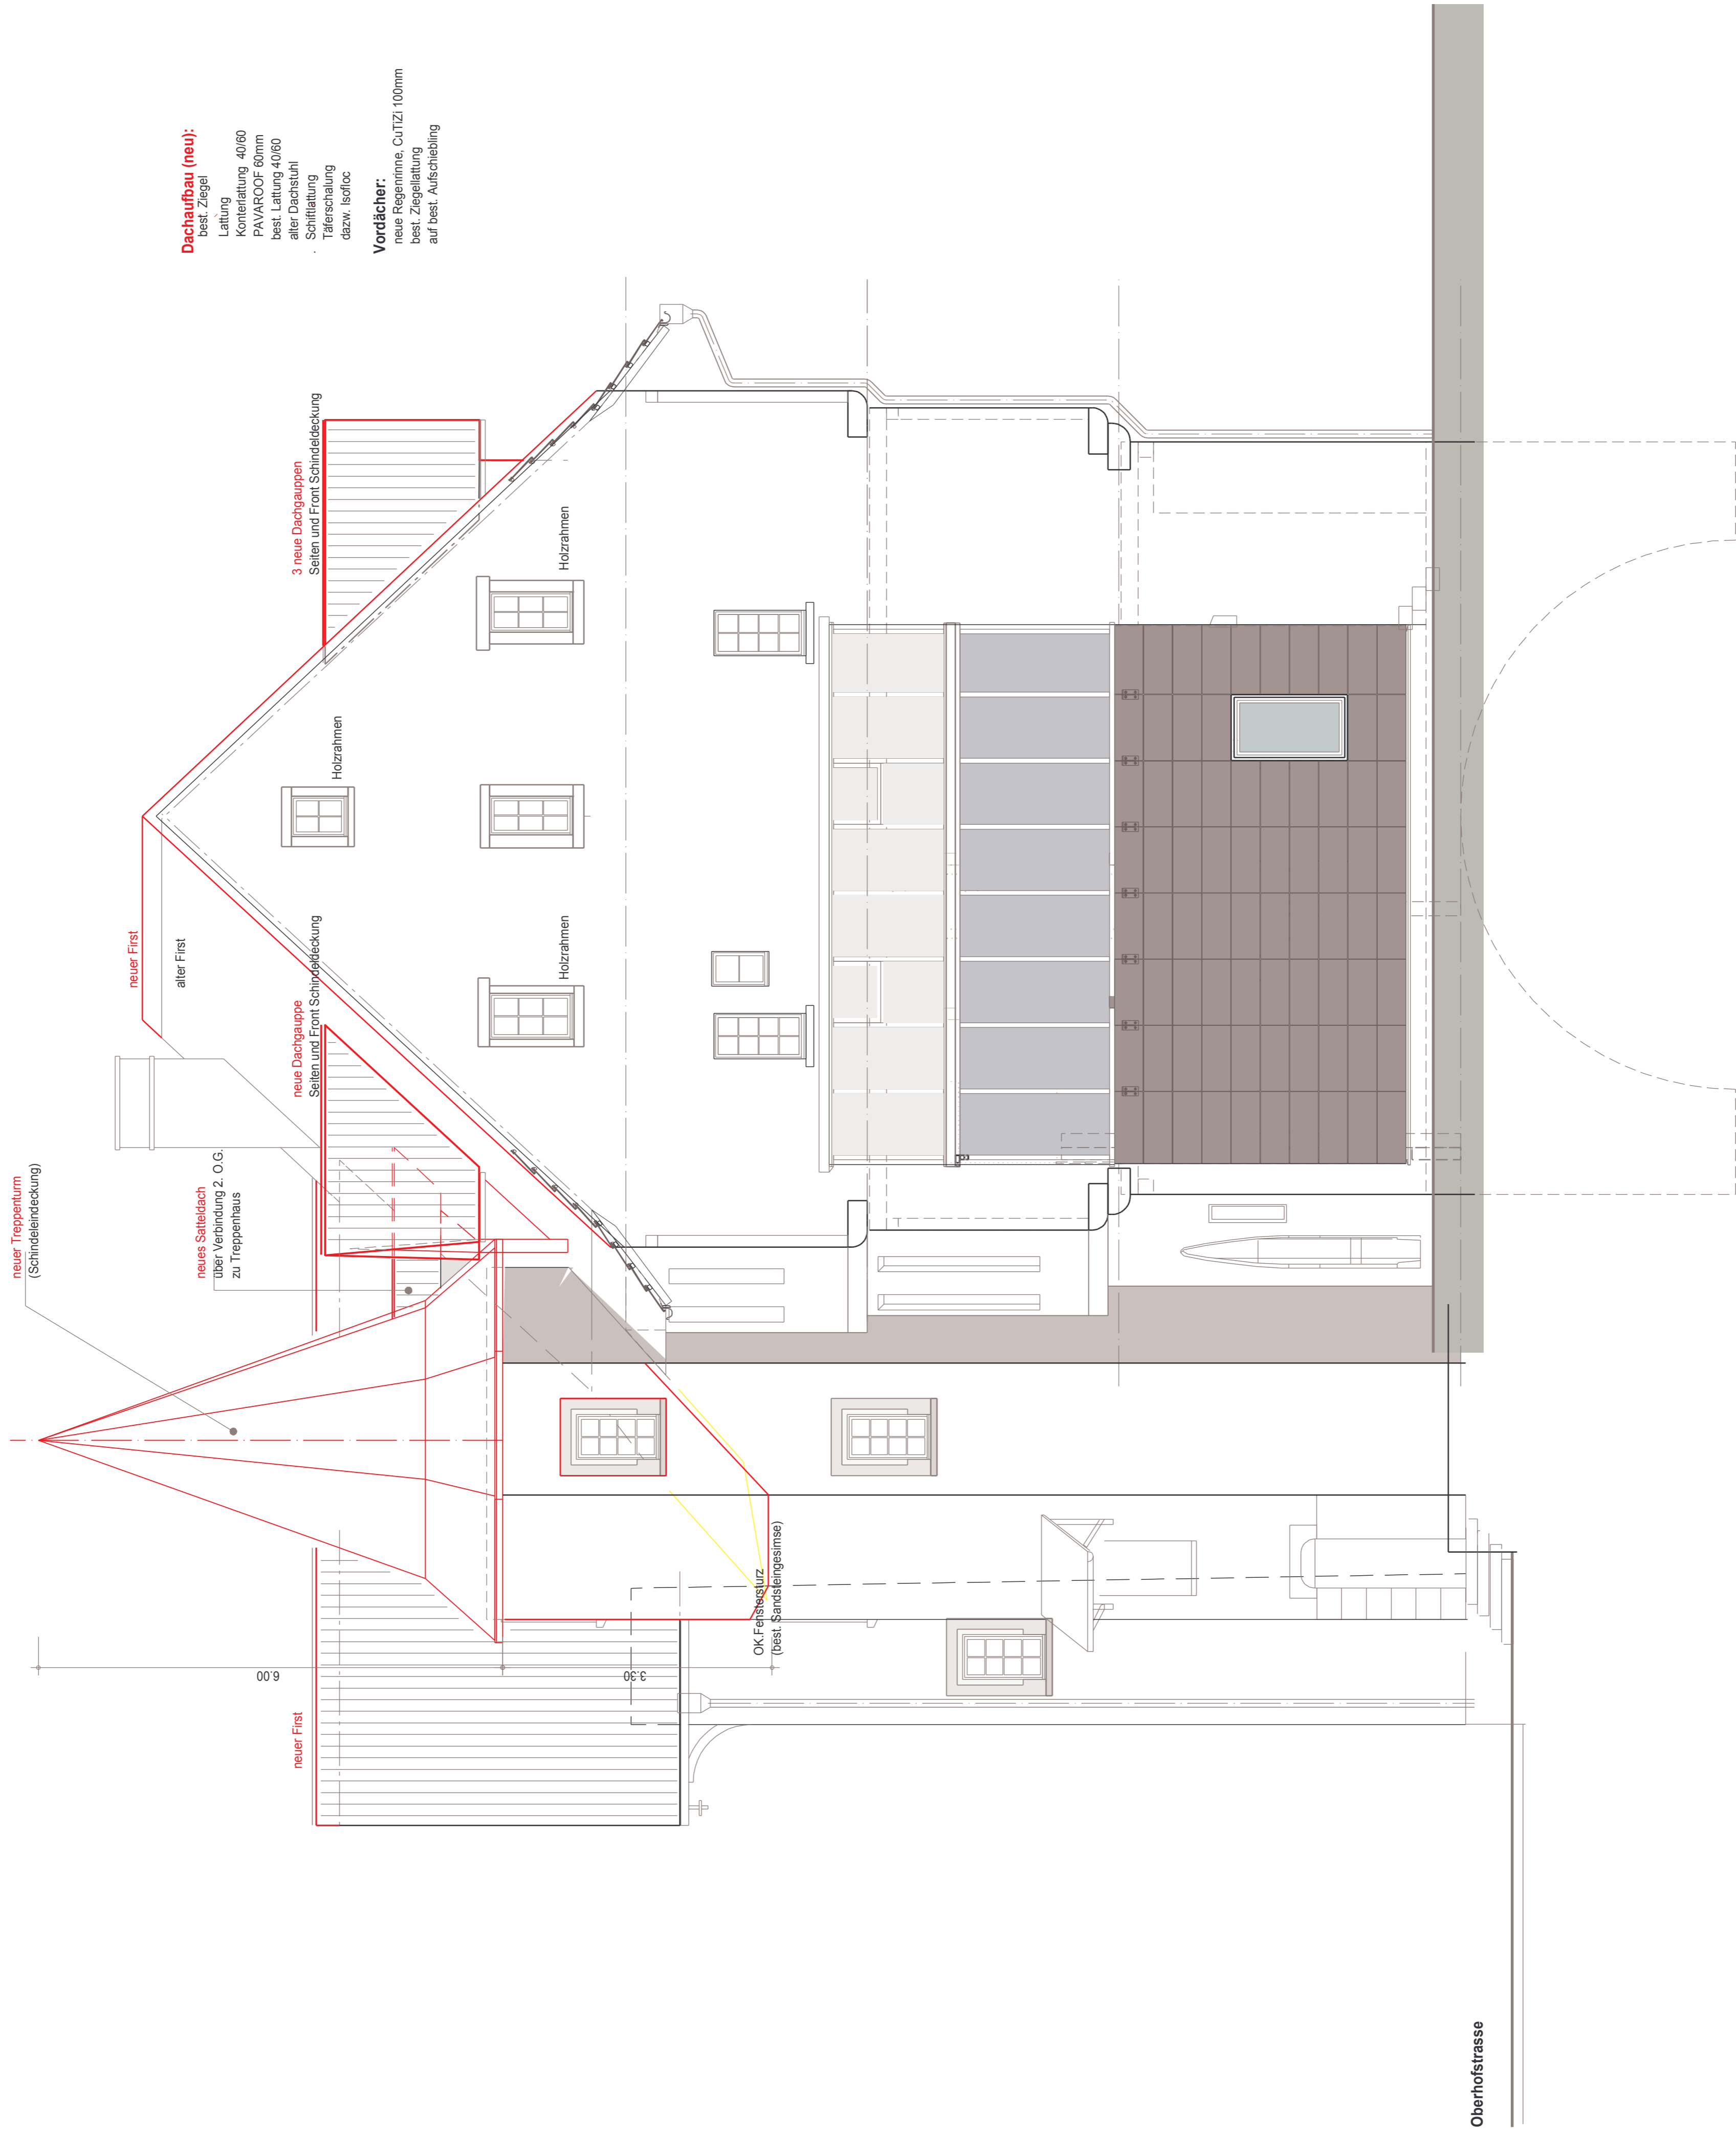 neuer Treppenturm
(Schindeleindeckung)
neues Satteldach
über Verbindung 2. O.G.
zu Treppenhaus
neue Dachgauppe
Seiten und Front Schindeldeckung
neuer First
alter First
3 neue Dachgauppen
Seiten und Front Schindeldeckung
Dachaufbau (neu):
best. Ziegel
Lattung
Konterlattung 40/60
PAVAROOF 60mm
best. Lattung 40/60
alter Dachstuhl
Schiftlattung
Täferschalung
dazw. Isofloc
Vordächer:
neue Regenrinne, CuTiZi 100mm
best. Ziegellattung
auf best. Aufschiebling
Holzrahmen
Holzrahmen
Holzrahmen
neuer First
6.00
3.30
OK.Fenstersturz
(best. Sandsteingesimse)
Oberhofstrasse